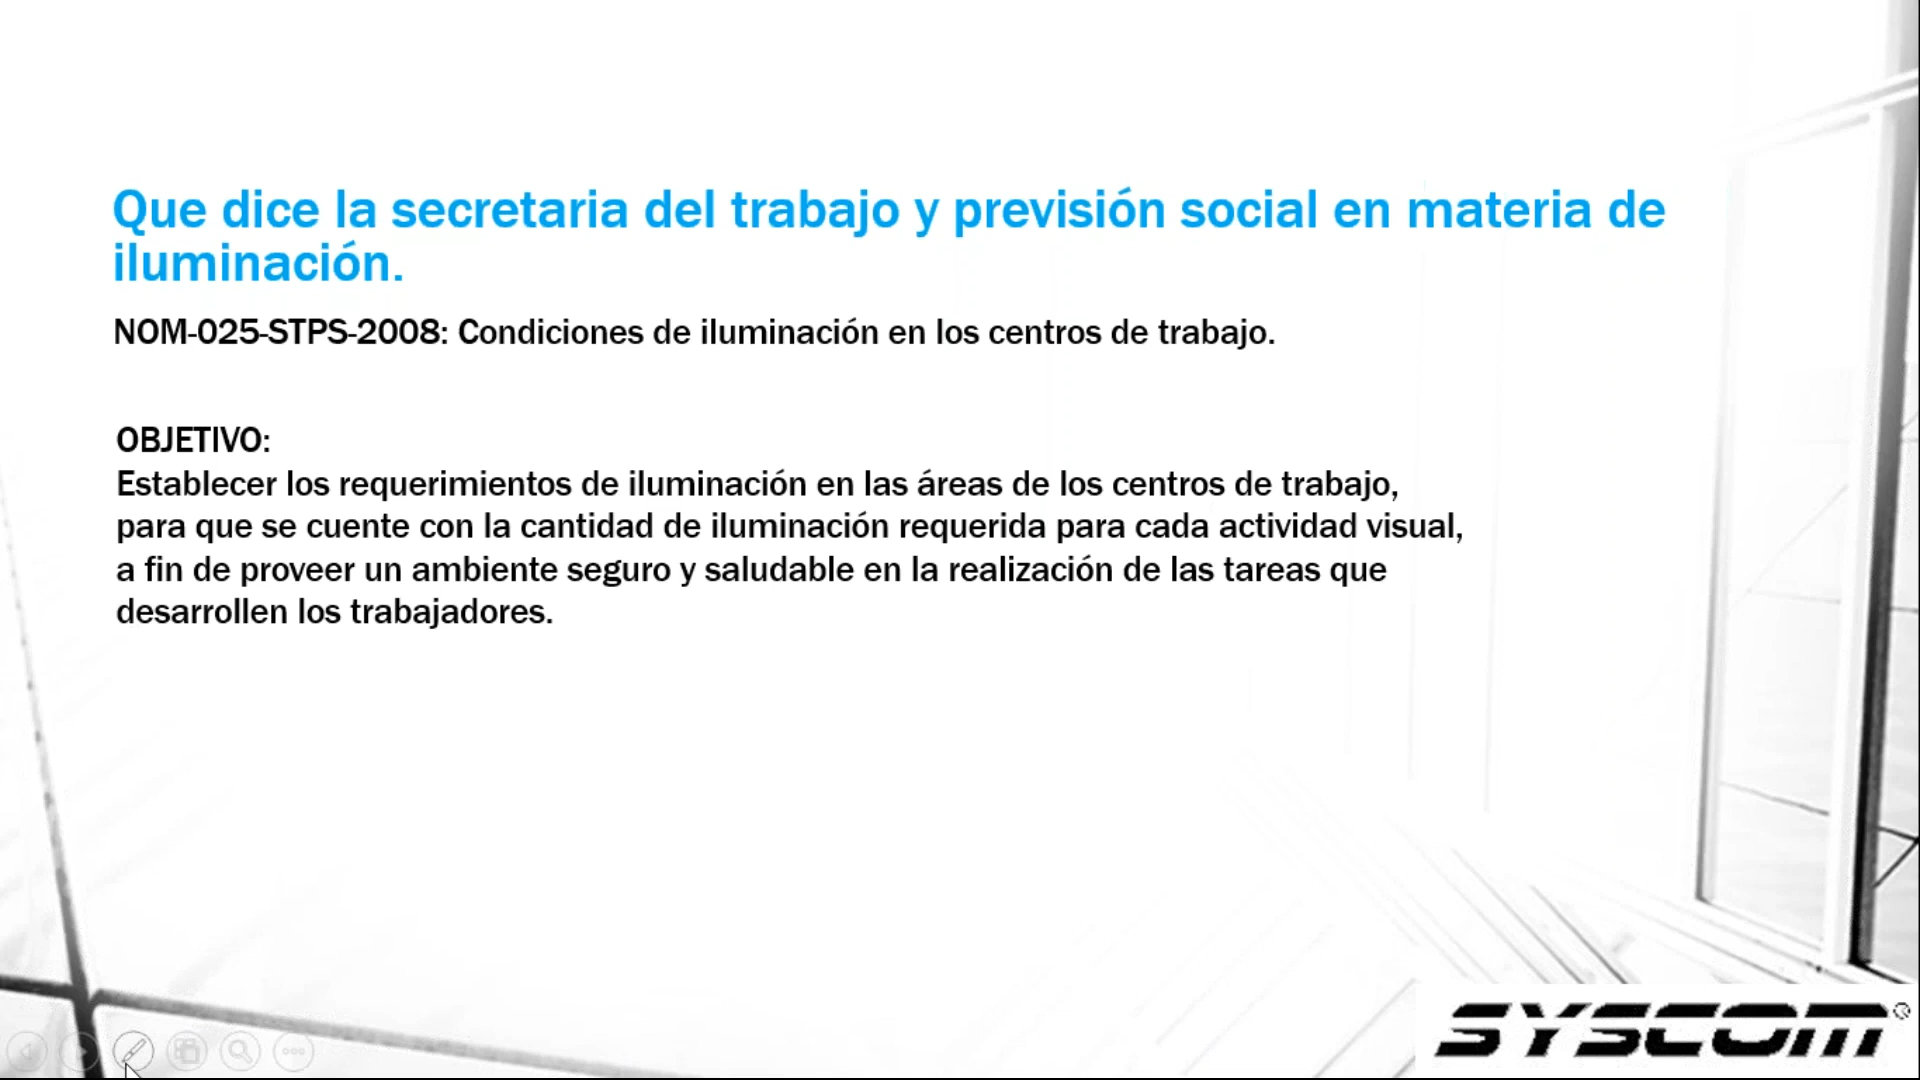 Que dice la secretaria del trabajo y previsión social en materia de
iluminación.
NOM-025-STPS-2008: Condiciones de iluminación en los centros de trabajo.
OBJETIVO:
Establecer los requerimientos de iluminación en las áreas de los centros de trabajo,
para que se cuente con la cantidad de iluminación requerida para cada actividad visual,
a fin de proveer un ambiente seguro y saludable en la realización de las tareas que
desarrollen los trabajadores.
SYSCOM®